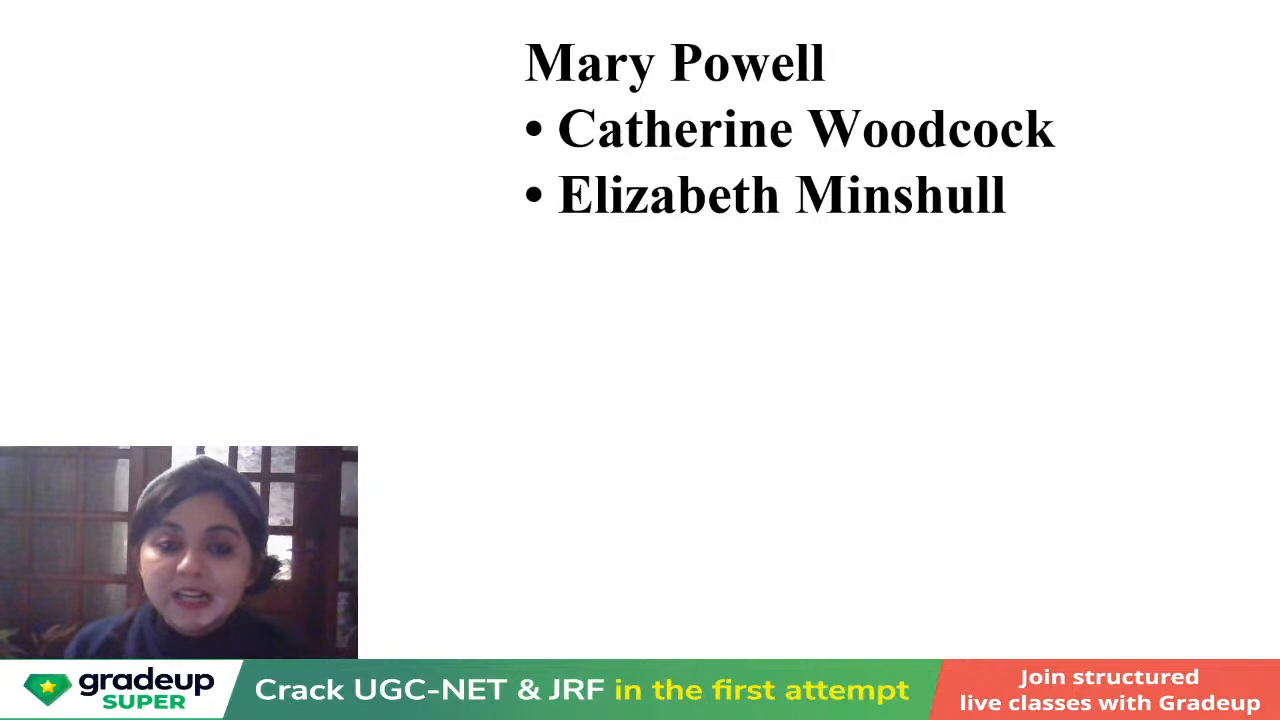 Mary Powell
• Catherine Woodcock
• Elizabeth Minshull
gradeup
SUPER
Crack UGC-NET & JRF in the first attempt
Join structured
live classes with Gradeup